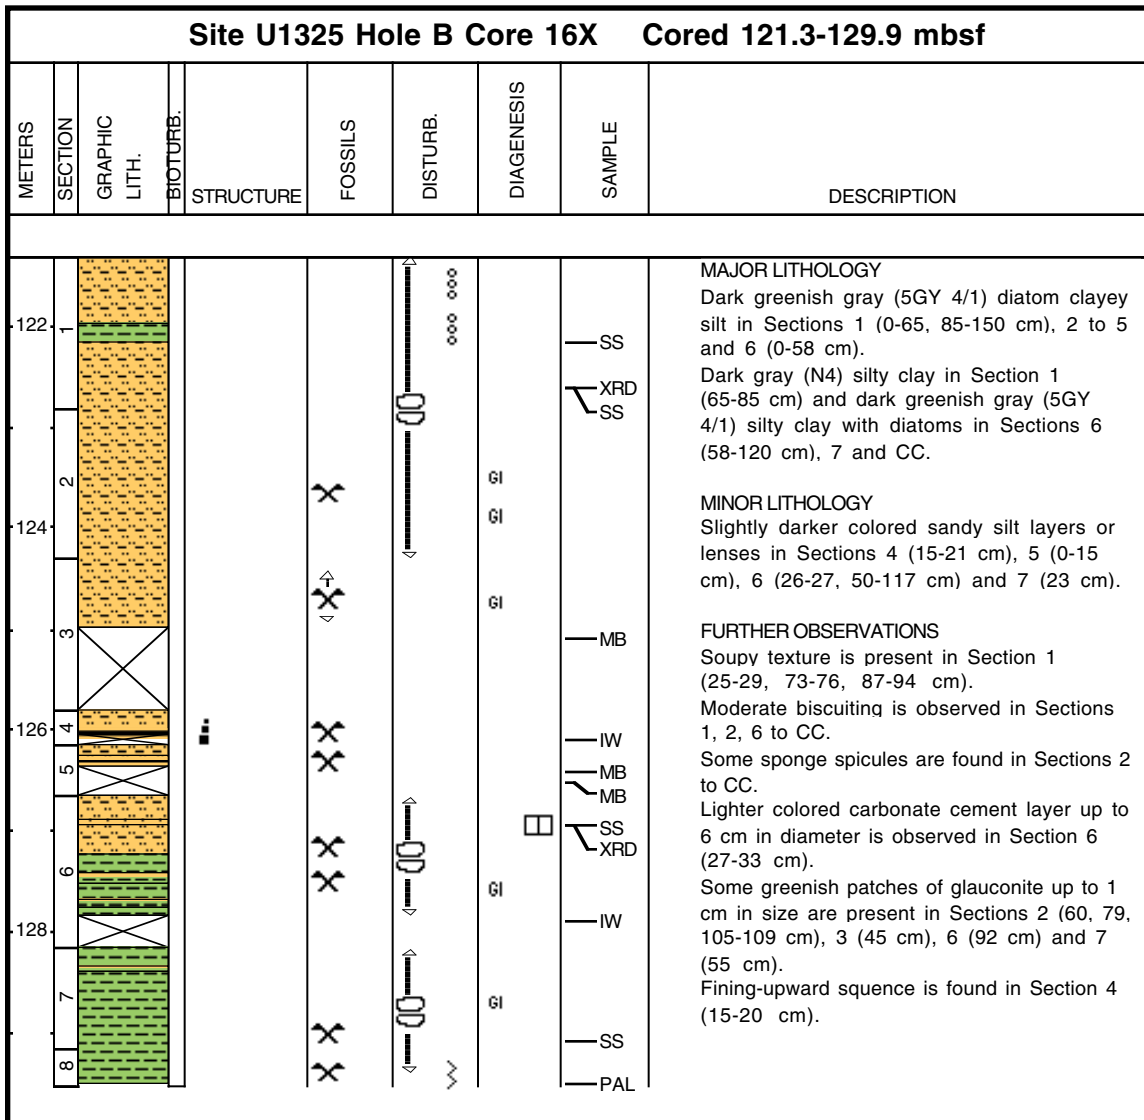 Site U1325 Hole B Core 16X Cored 121.3-129.9 mbsf
METERS
SECTION
GRAPHIC
LITH.
BIOTURB.
STRUCTURE
FOSSILS
DISTURB.
DIAGENESIS
SAMPLE
DESCRIPTION
122
124
126
128
1
2
3
4
5
6
7
8
GI
GI
GI
GI
GI
SS
XRD
SS
MB
IW
MB
MB
SS
XRD
IW
SS
PAL
MAJOR LITHOLOGY
Dark greenish gray (5GY 4/1) diatom clayey
silt in Sections 1 (0-65, 85-150 cm), 2 to 5
and 6 (0-58 cm).
Dark gray (N4) silty clay in Section 1
(65-85 cm) and dark greenish gray (5GY
4/1) silty clay with diatoms in Sections 6
(58-120 cm), 7 and CC.
MINOR LITHOLOGY
Slightly darker colored sandy silt layers or
lenses in Sections 4 (15-21 cm), 5 (0-15
cm), 6 (26-27, 50-117 cm) and 7 (23 cm).
FURTHER OBSERVATIONS
Soupy texture is present in Section 1
(25-29, 73-76, 87-94 cm).
Moderate biscuiting is observed in Sections
1, 2, 6 to CC.
Some sponge spicules are found in Sections 2
to CC.
Lighter colored carbonate cement layer up to
6 cm in diameter is observed in Section 6
(27-33 cm).
Some greenish patches of glauconite up to 1
cm in size are present in Sections 2 (60, 79,
105-109 cm), 3 (45 cm), 6 (92 cm) and 7
(55 cm).
Fining-upward squence is found in Section 4
(15-20 cm).